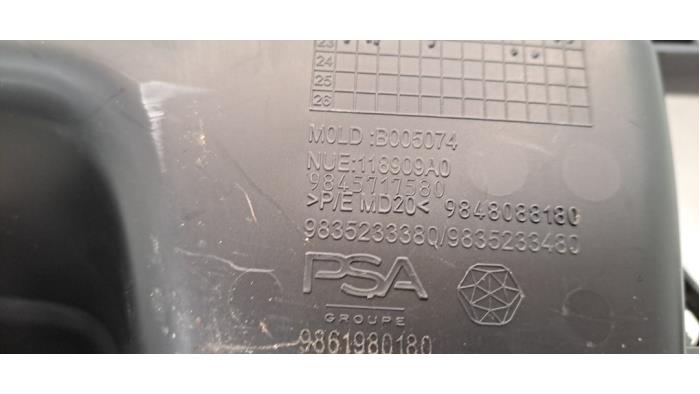 23
24
25
26
MOLD :B005074
NUE:118909A0
9845717580
>P/E MD20< 9848088180
9835233380/9835233480
PSA
GROUPE
9861980180